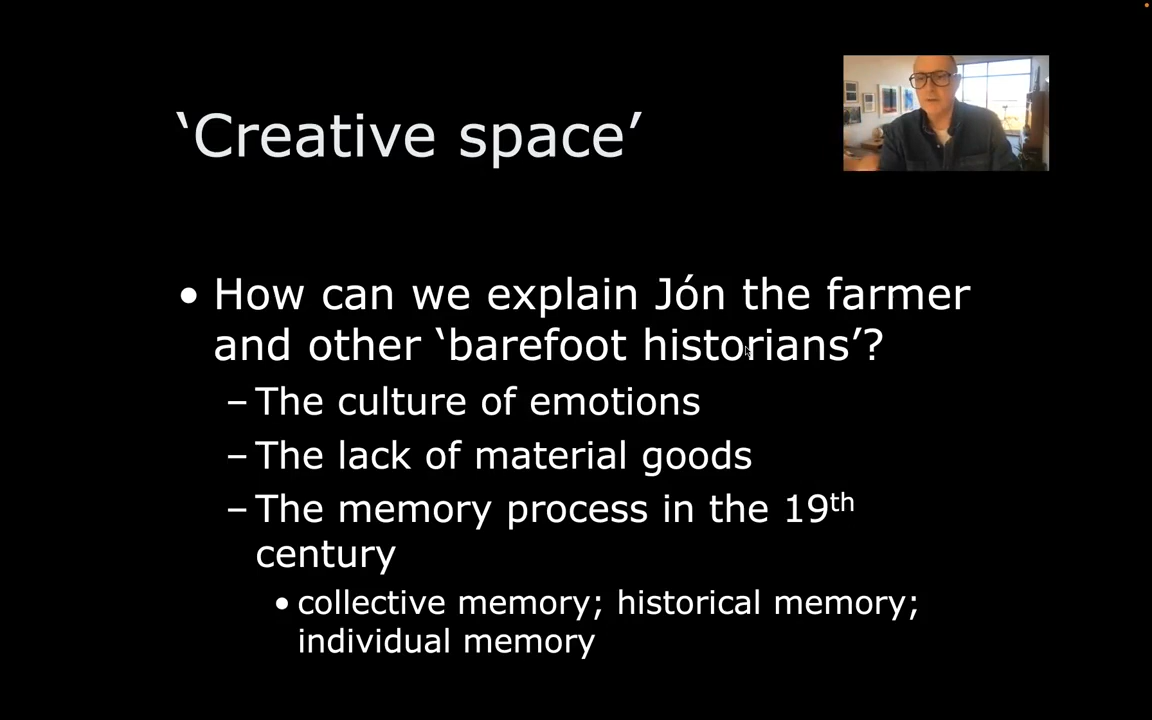 ‘Creative space’
• How can we explain Jón the farmer
and other ‘barefoot historians’?
– The culture of emotions
– The lack of material goods
– The memory process in the 19th
century
• collective memory; historical memory;
individual memory